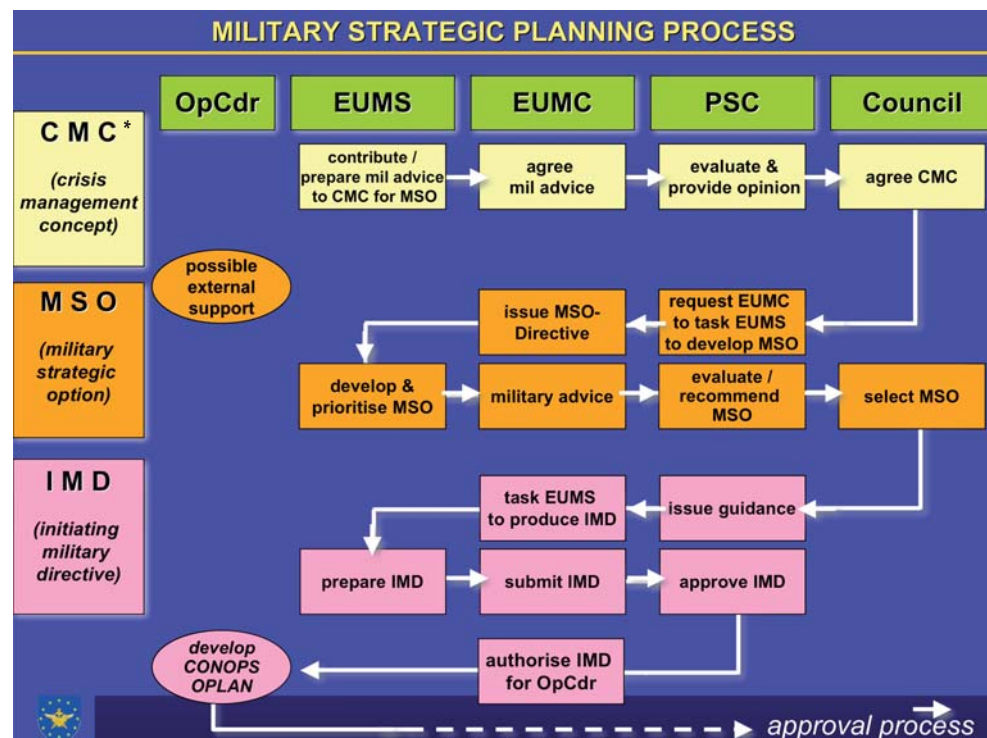 MILITARY STRATEGIC PLANNING PROCESS
OpCdr
EUMS
EUMC
PSC
Council
C M C *
(crisis
management
concept)
contribute /
prepare mil advice
to CMC for MSO
agree
mil advice
evaluate &
provide opinion
agree CMC
M S O
(military
strategic
option)
possible
external
support
issue MSO-
Directive
request EUMC
to task EUMS
to develop MSO
develop &
prioritise MSO
military advice
evaluate /
recommend
MSO
select MSO
I M D
(initiating
military
directive)
task EUMS
to produce IMD
issue guidance
prepare IMD
submit IMD
approve IMD
develop
CONOPS
OPLAN
authorise IMD
for OpCdr
approval process